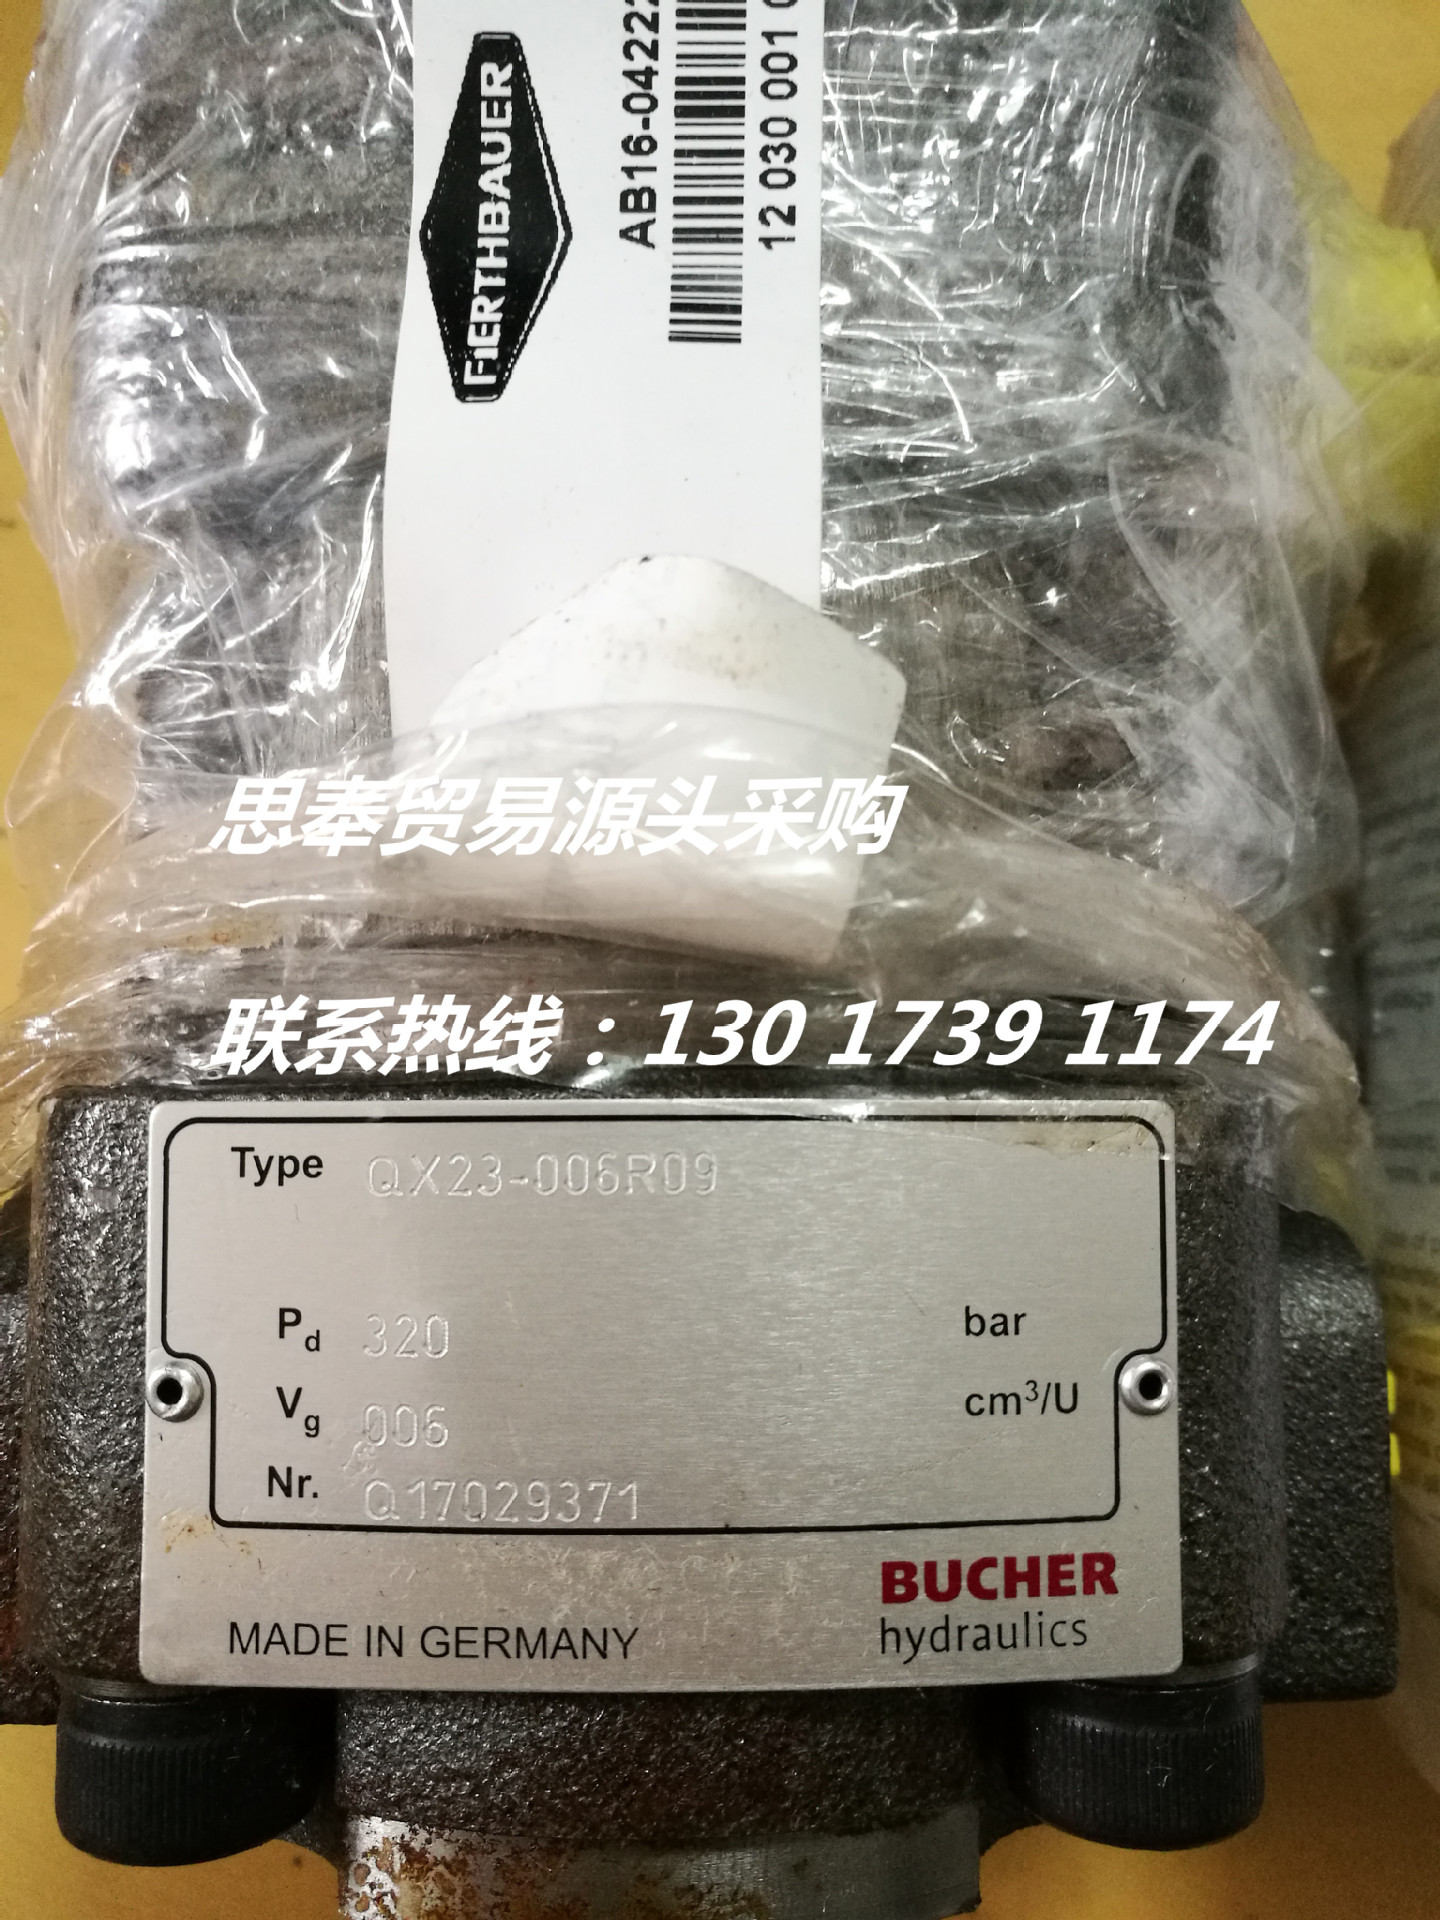 FIERTHBAUER
AB16-0422
12 030 001
思奉贸易源头采购
联系热线：130 1739 1174
Type QX23-006R09
Pd 320 bar
Vg 006 cm³/U
Nr. Q17029371
BUCHER
hydraulics
MADE IN GERMANY